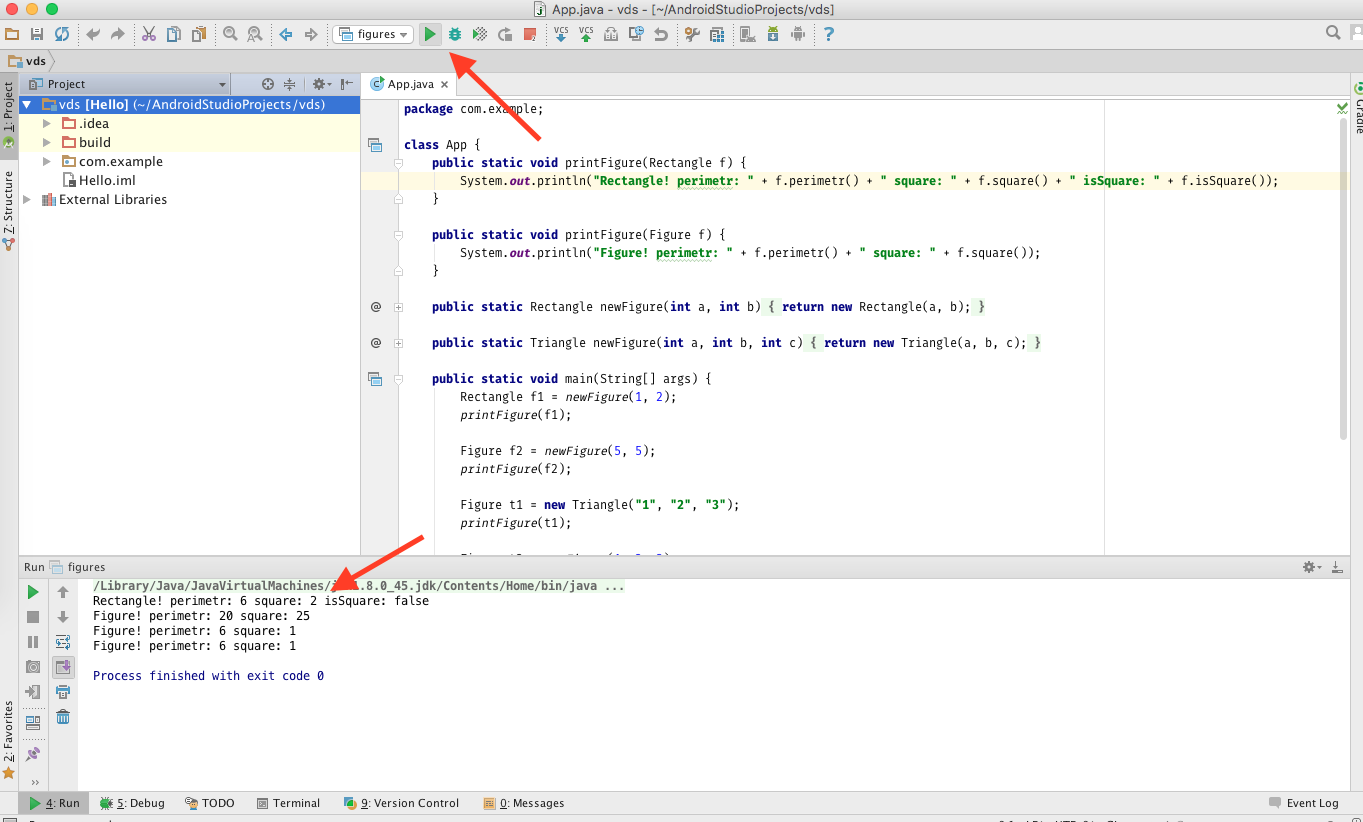 App.java - vds - [~/AndroidStudioProjects/vds]
figures
vds
Project
App.java
1: Project
Z: Structure
2: Favorites
Gradle
vds [Hello] (~/AndroidStudioProjects/vds)
.idea
build
com.example
Hello.iml
External Libraries
package com.example;
class App {
public static void printFigure(Rectangle f) {
System.out.println("Rectangle! perimetr: " + f.perimetr() + " square: " + f.square() + " isSquare: " + f.isSquare());
}
public static void printFigure(Figure f) {
System.out.println("Figure! perimetr: " + f.perimetr() + " square: " + f.square());
}
public static Rectangle newFigure(int a, int b) { return new Rectangle(a, b); }
public static Triangle newFigure(int a, int b, int c) { return new Triangle(a, b, c); }
public static void main(String[] args) {
Rectangle f1 = newFigure(1, 2);
printFigure(f1);
Figure f2 = newFigure(5, 5);
printFigure(f2);
Figure t1 = new Triangle("1", "2", "3");
printFigure(t1);
Run figures
/Library/Java/JavaVirtualMachines/ .8.0_45.jdk/Contents/Home/bin/java ...
Rectangle! perimetr: 6 square: 2 isSquare: false
Figure! perimetr: 20 square: 25
Figure! perimetr: 6 square: 1
Figure! perimetr: 6 square: 1
Process finished with exit code 0
4: Run 5: Debug TODO Terminal 9: Version Control 0: Messages Event Log